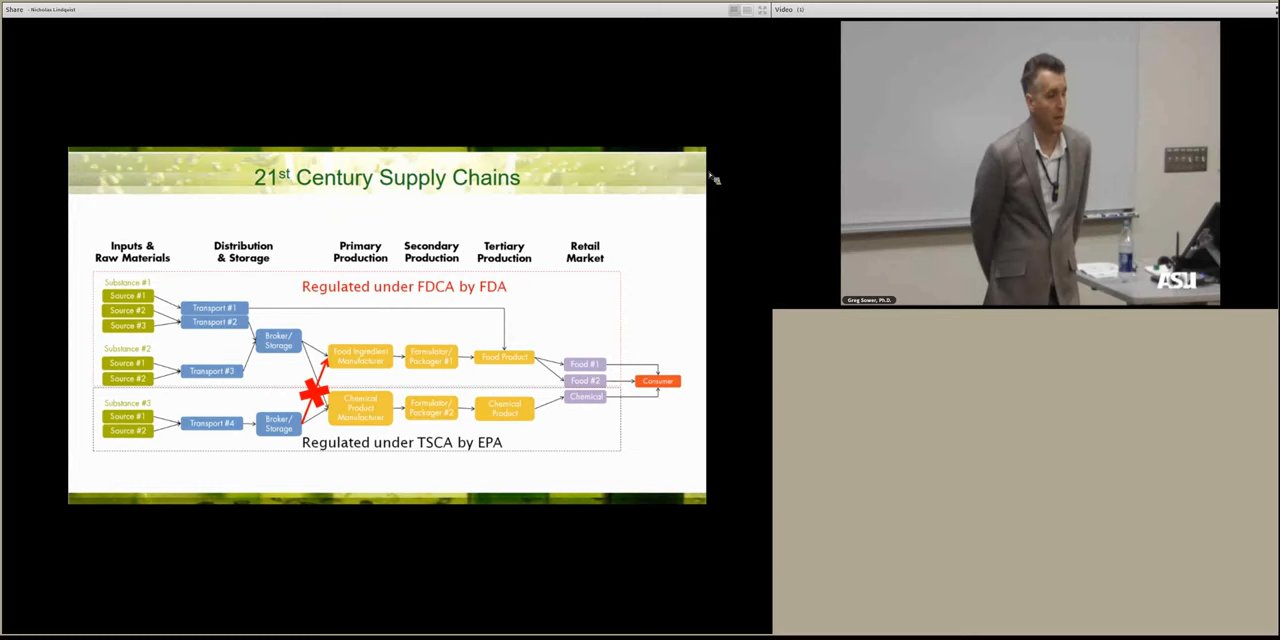 Share - Nicholas Lindquist
Video (1)
21st Century Supply Chains
Inputs &
Raw Materials
Distribution
& Storage
Primary
Production
Secondary
Production
Tertiary
Production
Retail
Market
Regulated under FDCA by FDA
Substance #1
Source #1
Source #2
Source #3
Transport #1
Transport #2
Broker/
Storage
Substance #2
Source #1
Source #2
Transport #3
Food Ingredient
Manufacturer
Formulator/
Packager #1
Food Product
Food #1
Food #2
Chemical
Consumer
Substance #3
Source #1
Source #2
Transport #4
Broker/
Storage
Chemical
Product
Manufacturer
Formulator/
Packager #2
Chemical
Product
Regulated under TSCA by EPA
ASU
Greg Sower, Ph.D.